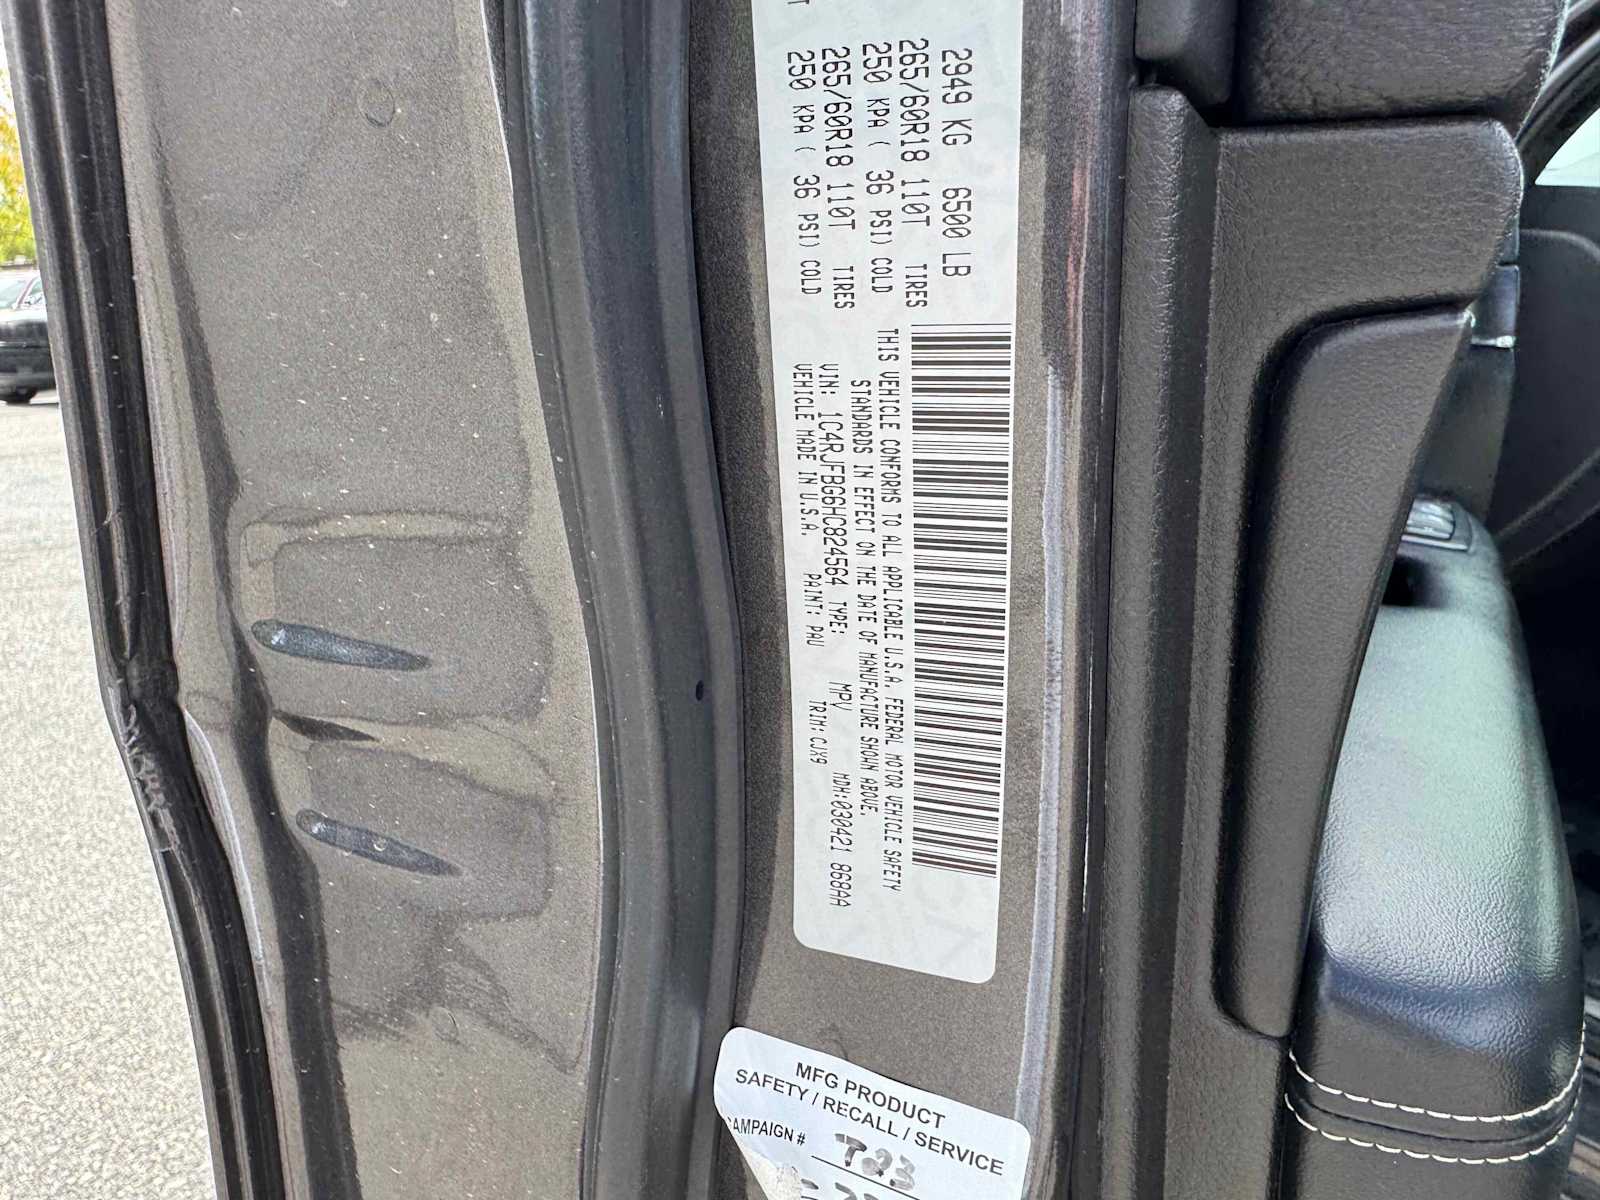 2949 KG 6500 LB
265/60R18 110T TIRES
250 KPA ( 36 PSI) COLD
265/60R18 110T TIRES
250 KPA ( 36 PSI) COLD
THIS VEHICLE CONFORMS TO ALL APPLICABLE U.S.A. FEDERAL MOTOR VEHICLE SAFETY
STANDARDS IN EFFECT ON THE DATE OF MANUFACTURE SHOWN ABOVE.
VIN: 1C4RJFBG6HC824564 TYPE: MPV MDH:030421 868AA
VEHICLE MADE IN U.S.A. PAINT: PAU TRIM:CJX9
MFG PRODUCT
SAFETY / RECALL / SERVICE
CAMPAIGN # T23